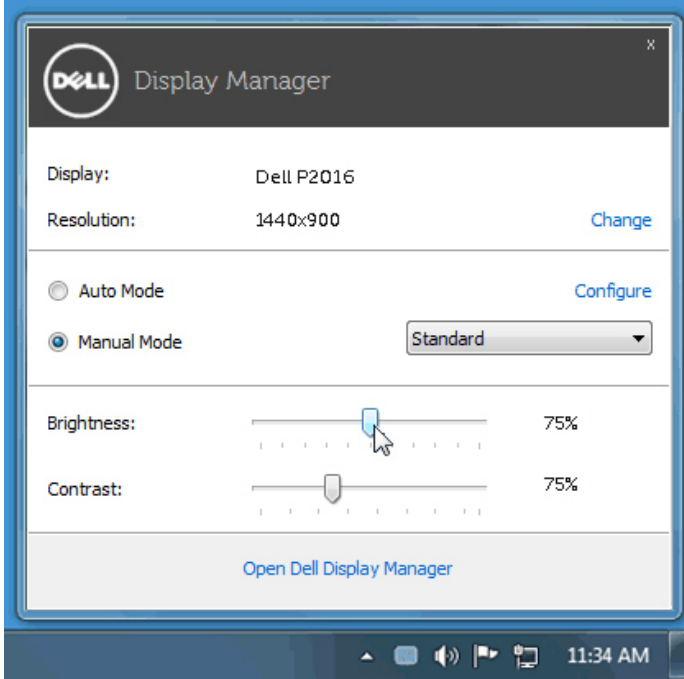 DELL Display Manager x
Display: Dell P2016
Resolution: 1440x900 Change
Auto Mode Configure
Manual Mode Standard
Brightness: 75%
Contrast: 75%
Open Dell Display Manager
11:34 AM